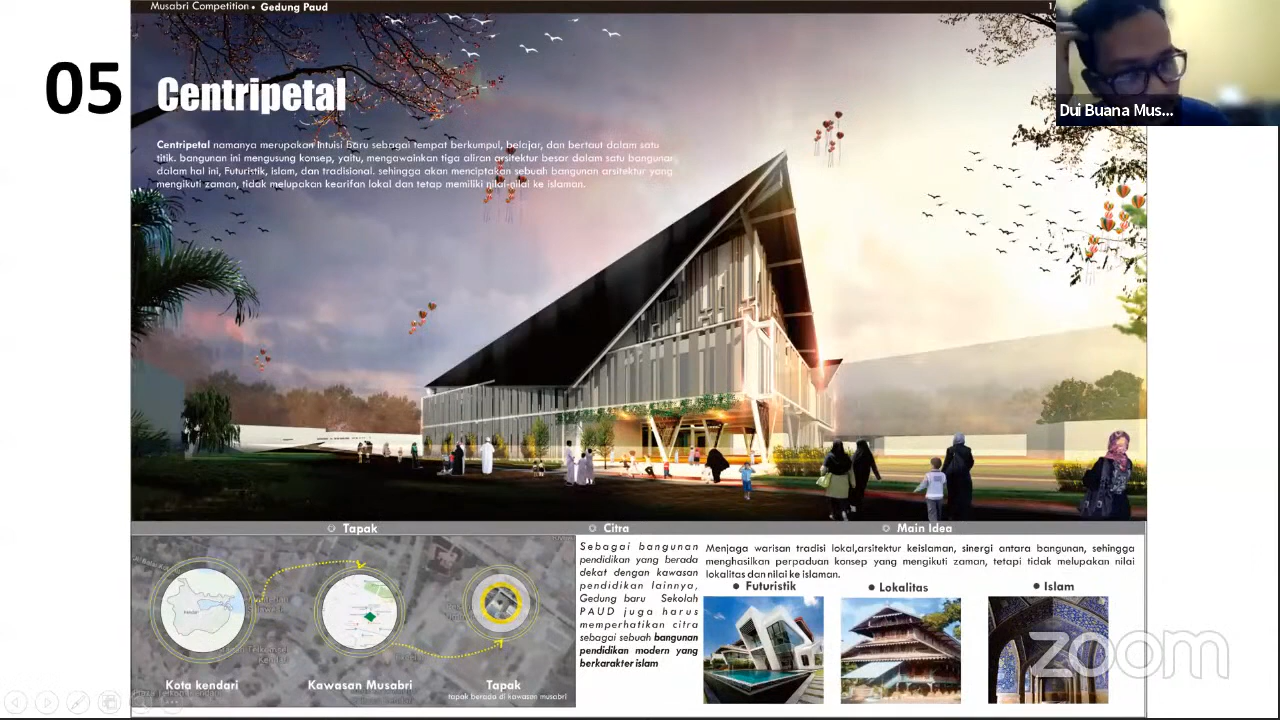 Musabri Competition • Gedung Paud
05
Centripetal
Dui Buana Mus...
Centripetal namanya merupakan intuisi baru sebagai tempat berkumpul, belajar, dan bertaut dalam satu
titik. bangunan ini mengusung konsep, yaitu, mengawinkan tiga aliran arsitektur besar dalam satu bangunan
dalam hal ini, Futuristik, islam, dan tradisional. sehingga akan menciptakan sebuah bangunan arsitektur yang
mengikuti zaman, tidak melupakan kearifan lokal dan tetap memiliki nilai-nilai ke islaman.
Tapak
Citra
Main Idea
Kota kendari
Kawasan Musabri
Tapak
tapak berada di kawasan musabri
Sebagai bangunan
pendidikan yang berada
dekat dengan kawasan
pendidikan lainnya,
Gedung baru Sekolah
PAUD juga harus
memperhatikan citra
sebagai sebuah bangunan
pendidikan modern yang
berkarakter islam
Menjaga warisan tradisi lokal,arsitektur keislaman, sinergi antara bangunan, sehingga
menghasilkan perpaduan konsep yang mengikuti zaman, tetapi tidak melupakan nilai
lokalitas dan nilai ke islaman.
• Futuristik
• Lokalitas
• Islam
zoom